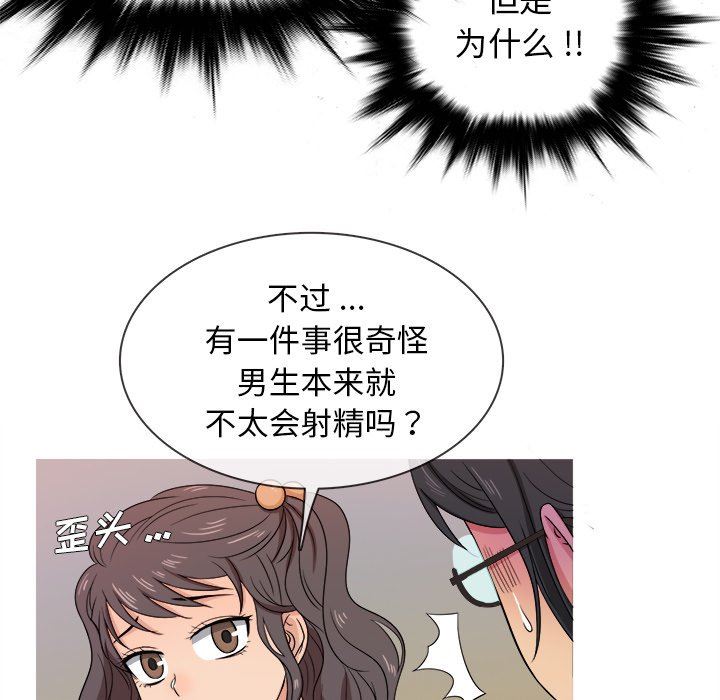 但是
为什么 !!
不过 ...
有一件事很奇怪
男生本来就
不太会射精吗？
歪头 ...